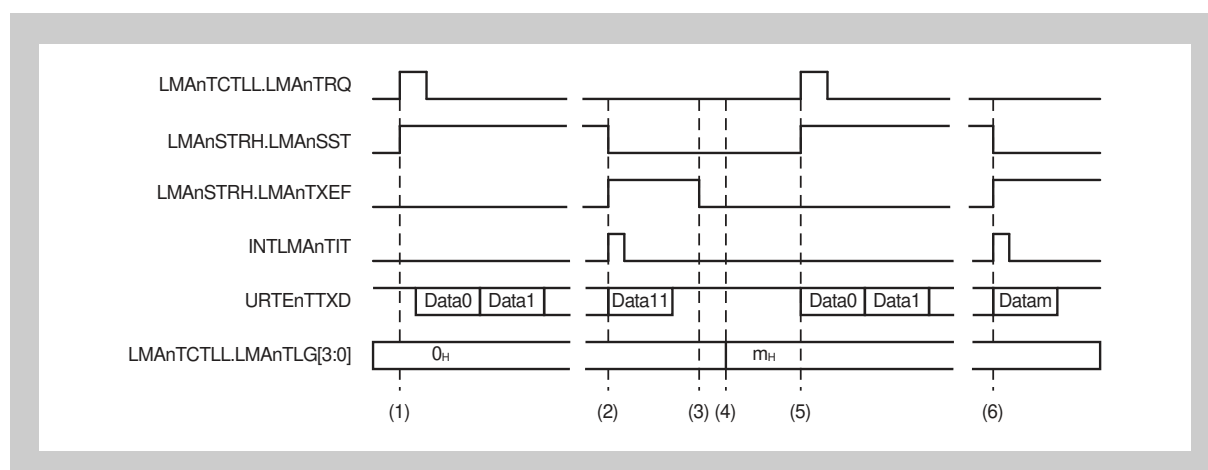 LMAnTCTLL.LMAnTRQ
LMAnSTRH.LMAnSST
LMAnSTRH.LMAnTXEF
INTLMAnTIT
URTEnTTXD Data0 Data1 Data11 Data0 Data1 Datam
LMAnTCTLL.LMAnTLG[3:0] 0H mH
(1) (2) (3) (4) (5) (6)